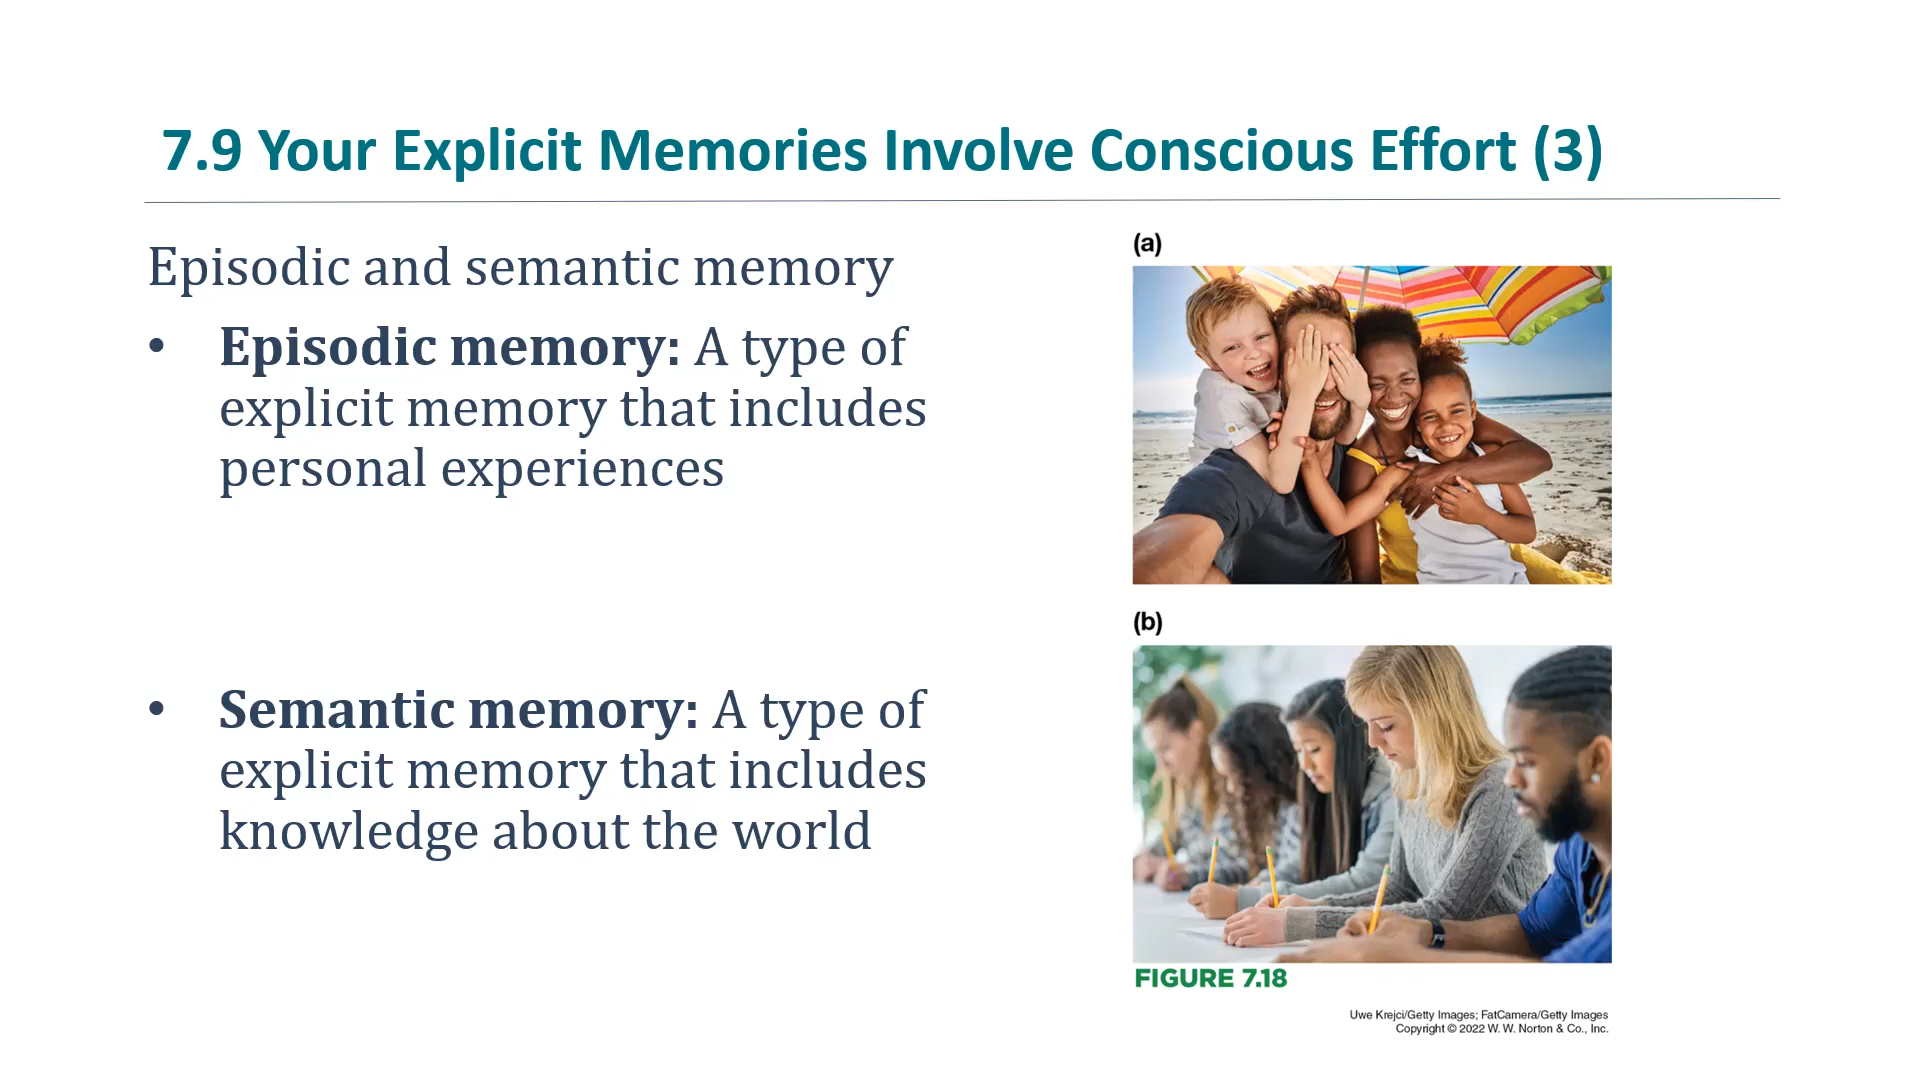 7.9 Your Explicit Memories Involve Conscious Effort (3)
Episodic and semantic memory
• Episodic memory: A type of
explicit memory that includes
personal experiences
• Semantic memory: A type of
explicit memory that includes
knowledge about the world
(a)
(b)
FIGURE 7.18
Uwe Krejci/Getty Images; FatCamera/Getty Images
Copyright © 2022 W. W. Norton & Co., Inc.